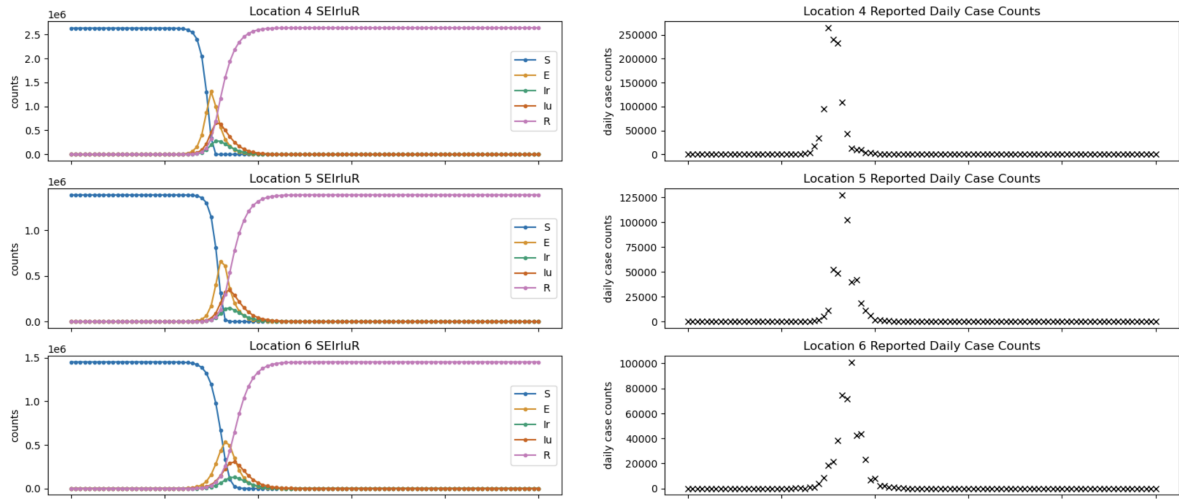 Location 4 SEIrIuR
1e6
counts
2.5
2.0
1.5
1.0
0.5
0.0
S
E
Ir
Iu
R
Location 4 Reported Daily Case Counts
daily case counts
250000
200000
150000
100000
50000
0
Location 5 SEIrIuR
1e6
counts
1.0
0.5
0.0
S
E
Ir
Iu
R
Location 5 Reported Daily Case Counts
daily case counts
125000
100000
75000
50000
25000
0
Location 6 SEIrIuR
1e6
counts
1.5
1.0
0.5
0.0
S
E
Ir
Iu
R
Location 6 Reported Daily Case Counts
daily case counts
100000
80000
60000
40000
20000
0